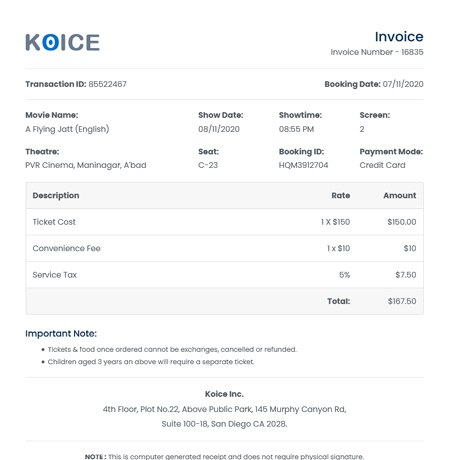 KOICE
Invoice
Invoice Number - 16835
Transaction ID: 85522467 Booking Date: 07/11/2020
Movie Name: Show Date: Showtime: Screen:
A Flying Jatt (English) 08/11/2020 08:55 PM 2
Theatre: Seat: Booking ID: Payment Mode:
PVR Cinema, Maninagar, A'bad C-23 HQM3912704 Credit Card
Description Rate Amount
Ticket Cost 1 X $150 $150.00
Convenience Fee 1 x $10 $10
Service Tax 5% $7.50
Total: $167.50
Important Note:
• Tickets & food once ordered cannot be exchanges, cancelled or refunded.
• Children aged 3 years an above will require a separate ticket.
Koice Inc.
4th Floor, Plot No.22, Above Public Park, 145 Murphy Canyon Rd,
Suite 100-18, San Diego CA 2028.
NOTE : This is computer generated receipt and does not require physical signature.